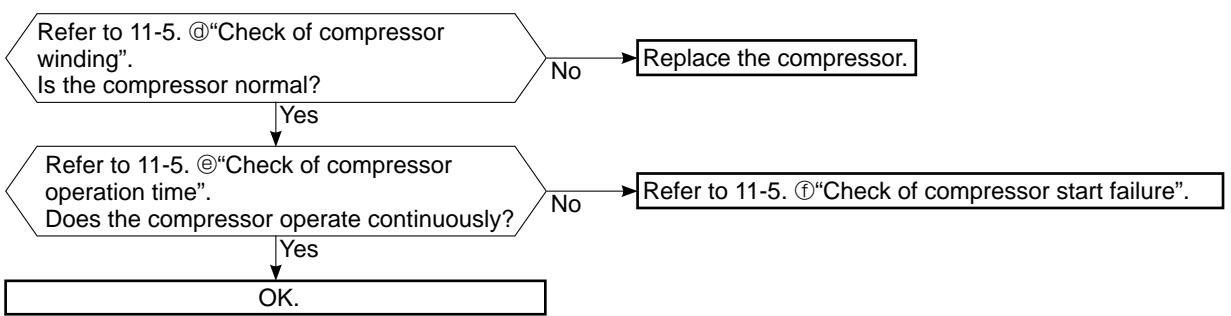 Refer to 11-5. ⓓ“Check of compressor
winding”.
Is the compressor normal?
No
Replace the compressor.
Yes
Refer to 11-5. ⓔ“Check of compressor
operation time”.
Does the compressor operate continuously?
No
Refer to 11-5. ⓕ“Check of compressor start failure”.
Yes
OK.